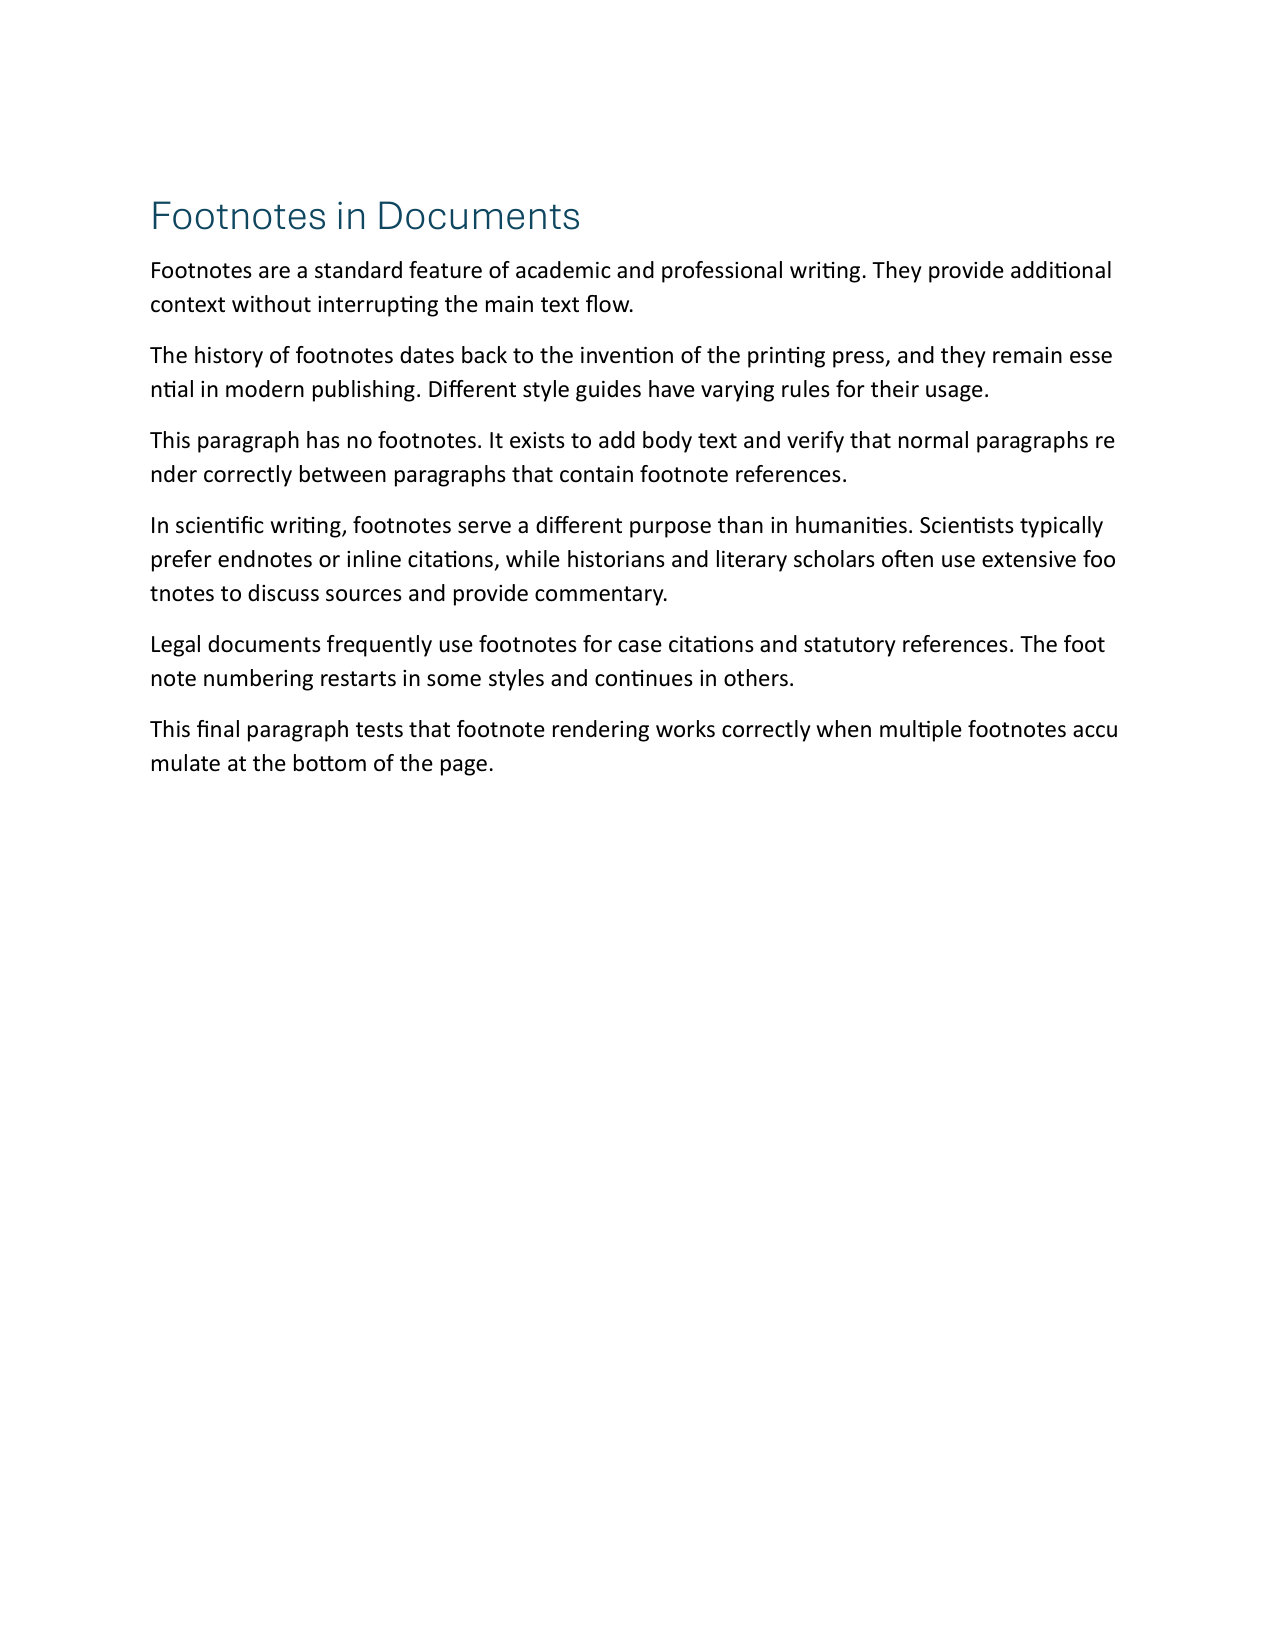 Footnotes in Documents
Footnotes are a standard feature of academic and professional writing. They provide additional
context without interrupting the main text flow.
The history of footnotes dates back to the invention of the printing press, and they remain esse
ntial in modern publishing. Different style guides have varying rules for their usage.
This paragraph has no footnotes. It exists to add body text and verify that normal paragraphs re
nder correctly between paragraphs that contain footnote references.
In scientific writing, footnotes serve a different purpose than in humanities. Scientists typically
prefer endnotes or inline citations, while historians and literary scholars often use extensive foo
tnotes to discuss sources and provide commentary.
Legal documents frequently use footnotes for case citations and statutory references. The foot
note numbering restarts in some styles and continues in others.
This final paragraph tests that footnote rendering works correctly when multiple footnotes accu
mulate at the bottom of the page.